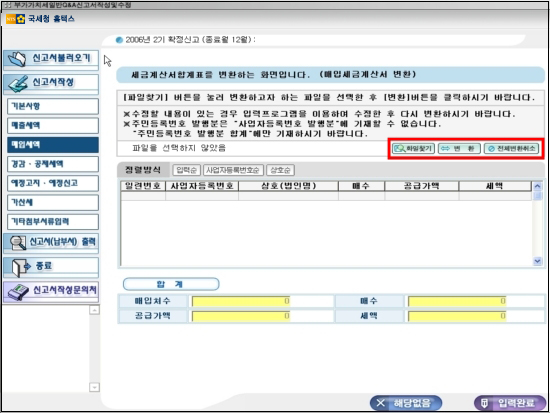 부가가치세일반Q&A신고서작성및수정
국세청 홈택스
2006년 2기 확정신고 (종료월 12월) :
신고서불러오기
신고서작성
기본사항
매출세액
매입세액
경감 · 공제세액
예정고지 · 예정신고
가산세
기타첨부서류입력
신고서(납부서) 출력
종료
신고서작성문의처
세금계산서합계표를 변환하는 화면입니다. (매입세금계산서 변환)
[파일찾기] 버튼을 눌러 변환하고자 하는 파일을 선택한 후 [변환]버튼을 클릭하시기 바랍니다.
※수정할 내용이 있는 경우 입력프로그램을 이용하여 수정한 후 다시 변환하시기 바랍니다.
※주민등록번호 발행분은 "사업자등록번호 발행분"에 기재할 수 없습니다.
"주민등록번호 발행분 합계"에만 기재하시기 바랍니다.
파일을 선택하지 않았음
파일찾기 변 환 전체변환취소
정렬방식 입력순 사업자등록번호순 상호순
일련번호 사업자등록번호 상호(법인명) 매수 공급가액 세액
합 계
매입처수 0 매수 0
공급가액 0 세액 0
해당없음 입력완료